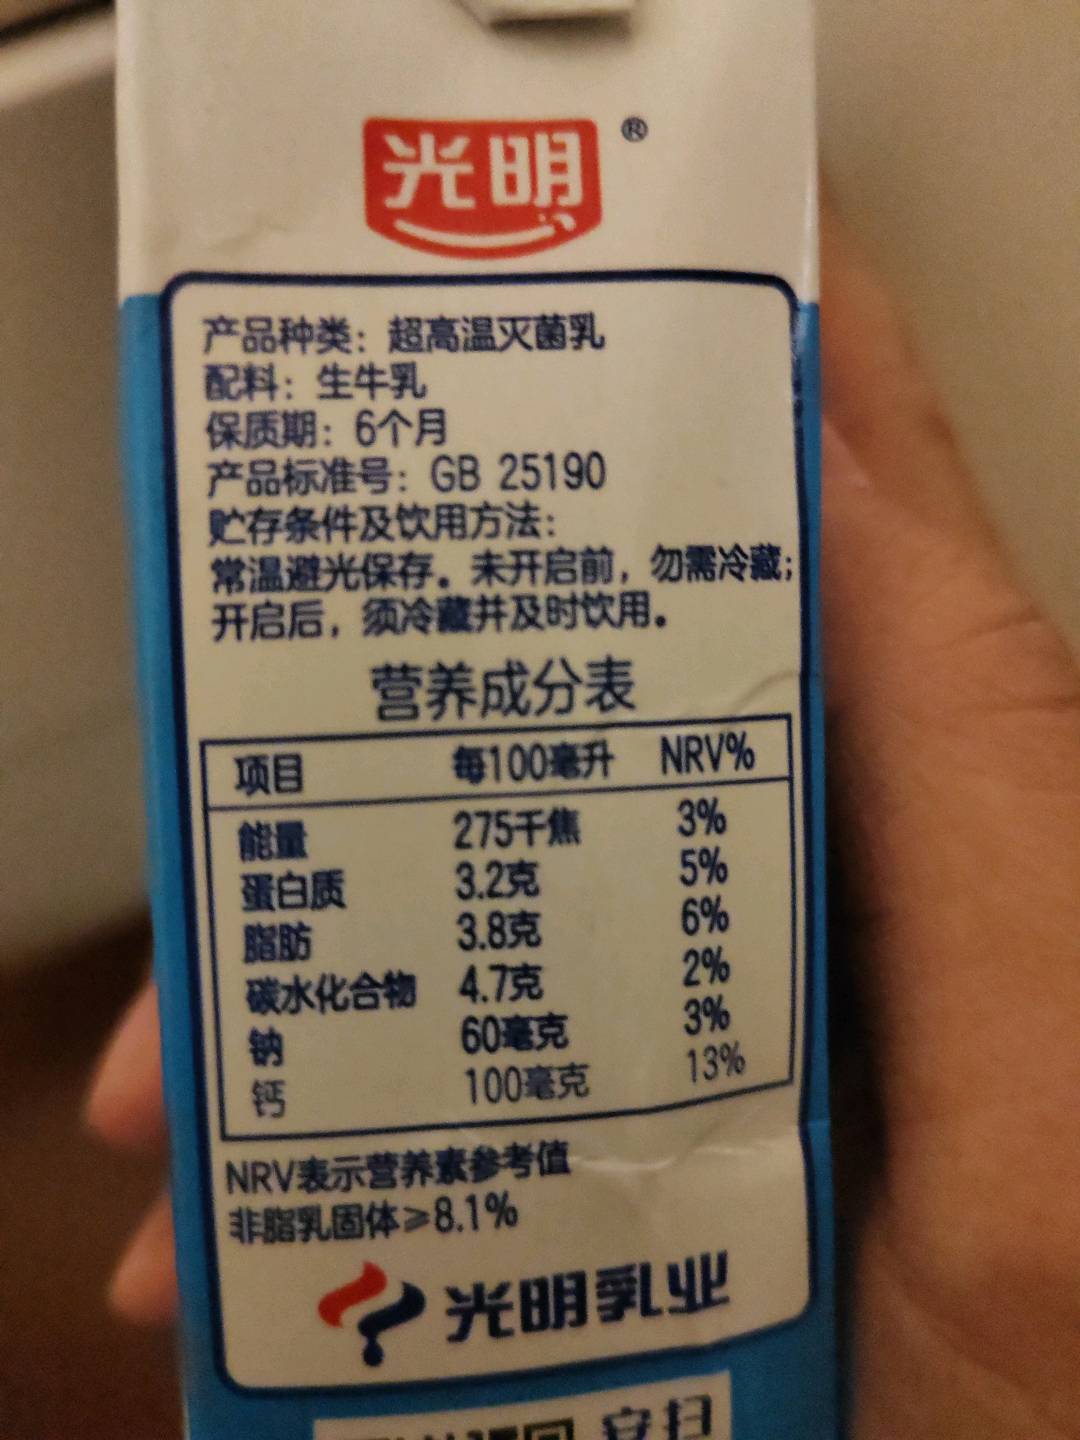 光明®
产品种类：超高温灭菌乳
配料：生牛乳
保质期：6个月
产品标准号：GB 25190
贮存条件及饮用方法：
常温避光保存。未开启前，勿需冷藏；
开启后，须冷藏并及时饮用。
营养成分表
项目 每100毫升 NRV%
能量 275千焦 3%
蛋白质 3.2克 5%
脂肪 3.8克 6%
碳水化合物 4.7克 2%
钠 60毫克 3%
钙 100毫克 13%
NRV表示营养素参考值
非脂乳固体≥8.1%
光明乳业